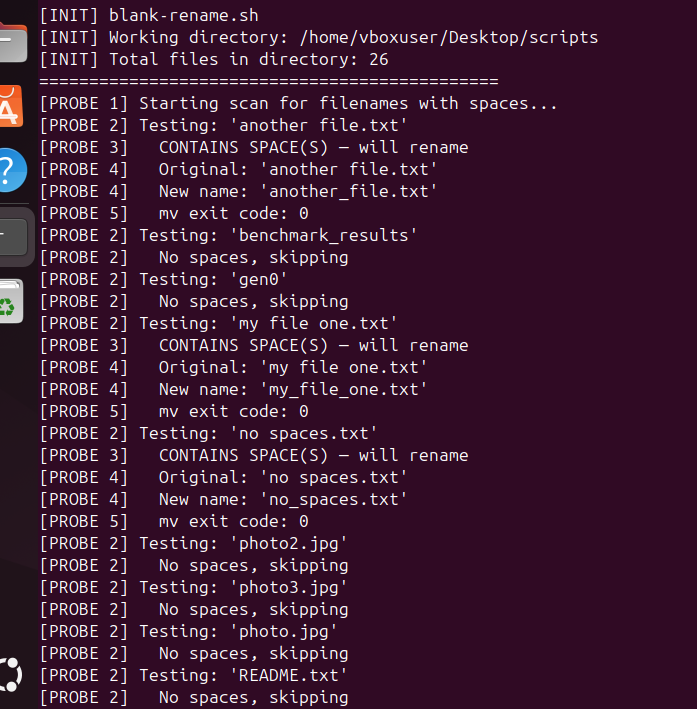 [INIT] blank-rename.sh
[INIT] Working directory: /home/vboxuser/Desktop/scripts
[INIT] Total files in directory: 26
==============================================
[PROBE 1] Starting scan for filenames with spaces...
[PROBE 2] Testing: 'another file.txt'
[PROBE 3]   CONTAINS SPACE(S) — will rename
[PROBE 4]   Original: 'another file.txt'
[PROBE 4]   New name: 'another_file.txt'
[PROBE 5]   mv exit code: 0
[PROBE 2] Testing: 'benchmark_results'
[PROBE 2]   No spaces, skipping
[PROBE 2] Testing: 'gen0'
[PROBE 2]   No spaces, skipping
[PROBE 2] Testing: 'my file one.txt'
[PROBE 3]   CONTAINS SPACE(S) — will rename
[PROBE 4]   Original: 'my file one.txt'
[PROBE 4]   New name: 'my_file_one.txt'
[PROBE 5]   mv exit code: 0
[PROBE 2] Testing: 'no spaces.txt'
[PROBE 3]   CONTAINS SPACE(S) — will rename
[PROBE 4]   Original: 'no spaces.txt'
[PROBE 4]   New name: 'no_spaces.txt'
[PROBE 5]   mv exit code: 0
[PROBE 2] Testing: 'photo2.jpg'
[PROBE 2]   No spaces, skipping
[PROBE 2] Testing: 'photo3.jpg'
[PROBE 2]   No spaces, skipping
[PROBE 2] Testing: 'photo.jpg'
[PROBE 2]   No spaces, skipping
[PROBE 2] Testing: 'README.txt'
[PROBE 2]   No spaces, skipping